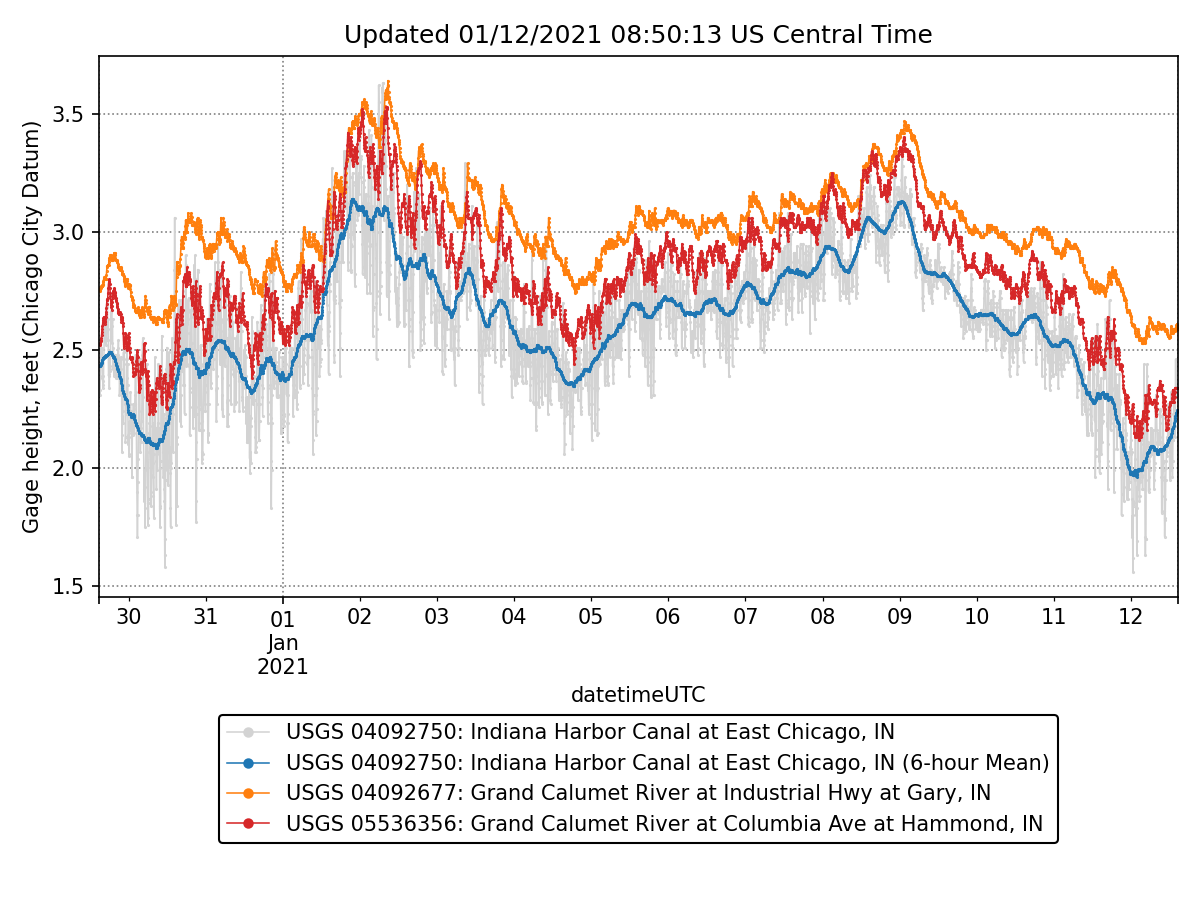 Updated 01/12/2021 08:50:13 US Central Time
Gage height, feet (Chicago City Datum)
3.5
3.0
2.5
2.0
1.5
30 31 01 02 03 04 05 06 07 08 09 10 11 12
Jan
2021
datetimeUTC
USGS 04092750: Indiana Harbor Canal at East Chicago, IN
USGS 04092750: Indiana Harbor Canal at East Chicago, IN (6-hour Mean)
USGS 04092677: Grand Calumet River at Industrial Hwy at Gary, IN
USGS 05536356: Grand Calumet River at Columbia Ave at Hammond, IN